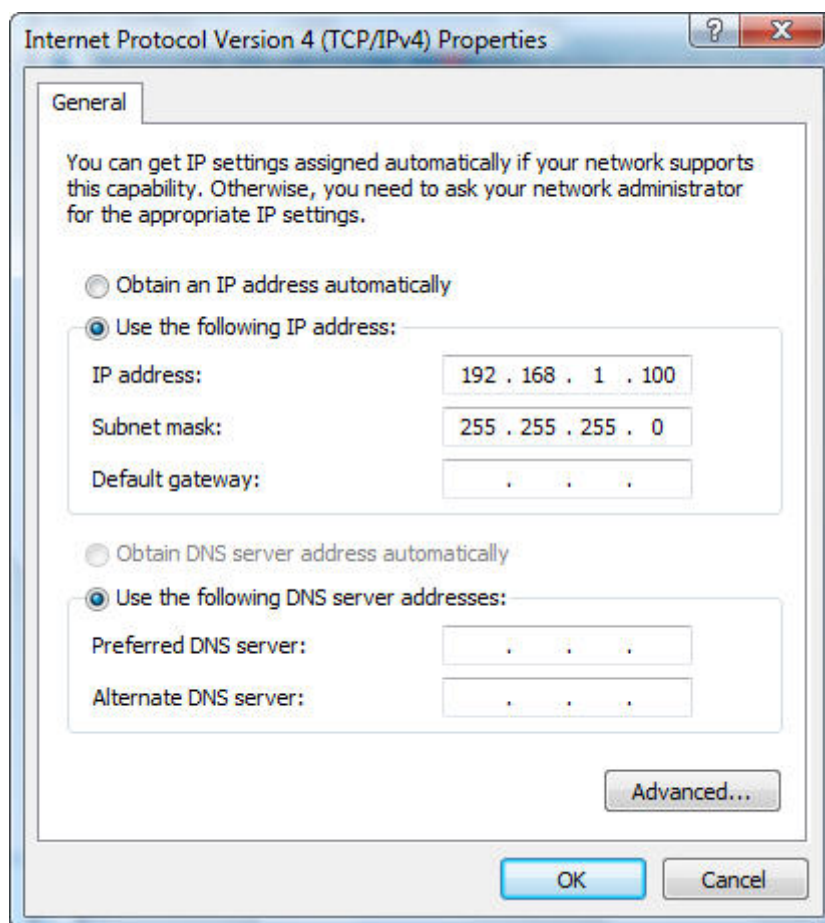 Internet Protocol Version 4 (TCP/IPv4) Properties
?
X
General
You can get IP settings assigned automatically if your network supports
this capability. Otherwise, you need to ask your network administrator
for the appropriate IP settings.
Obtain an IP address automatically
Use the following IP address:
IP address: 192 . 168 . 1 . 100
Subnet mask: 255 . 255 . 255 . 0
Default gateway: . . .
Obtain DNS server address automatically
Use the following DNS server addresses:
Preferred DNS server: . . .
Alternate DNS server: . . .
Advanced...
OK Cancel